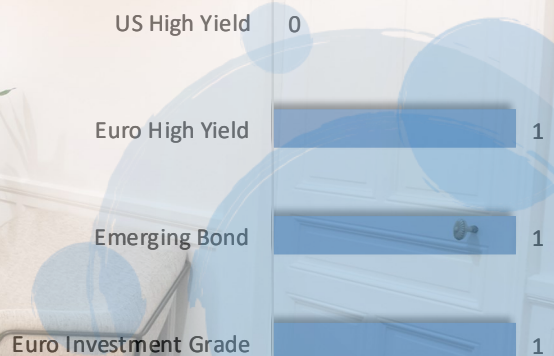 US High Yield 0
Euro High Yield 1
Emerging Bond 1
Euro Investment Grade 1